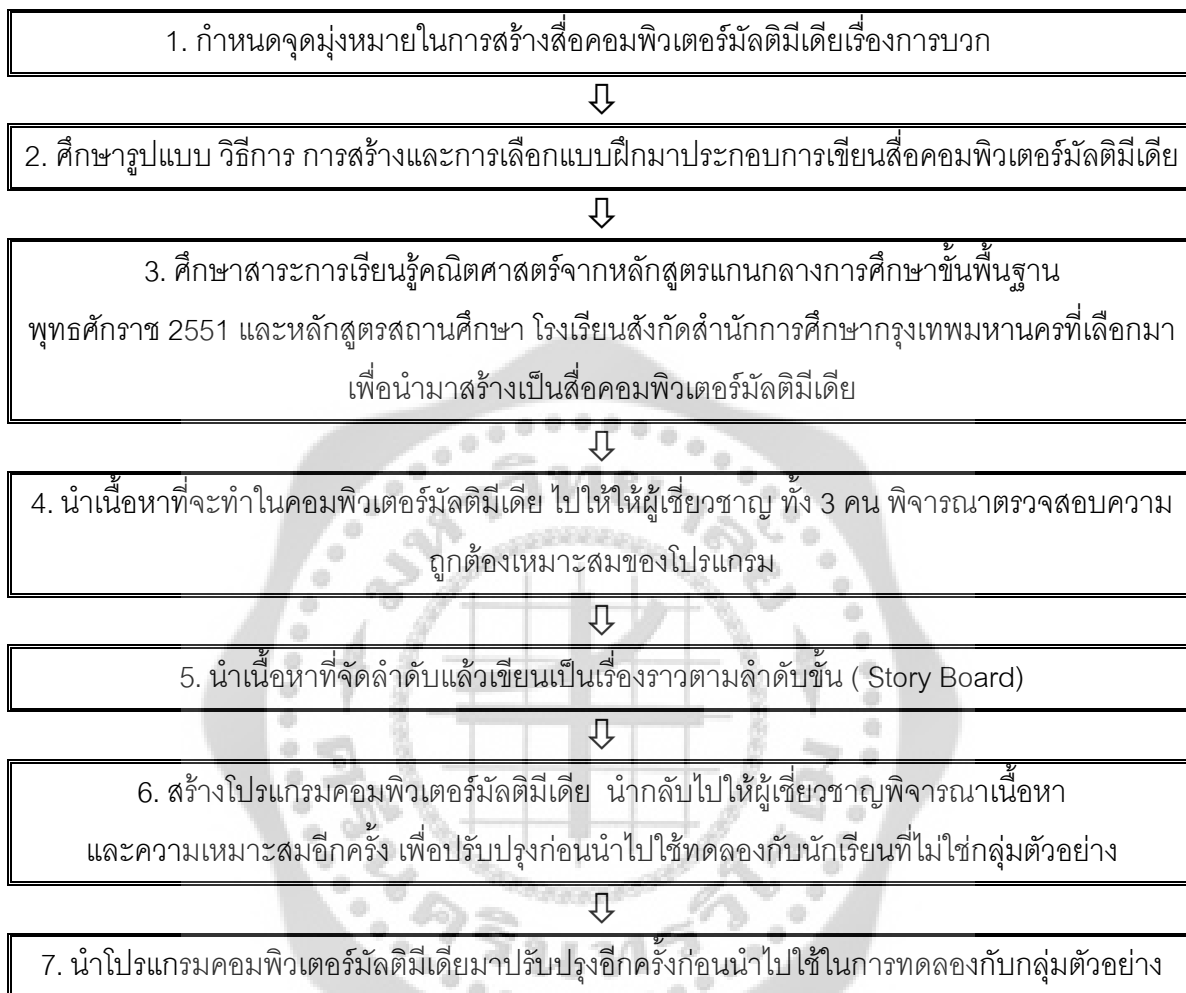 1. กำหนดจุดมุ่งหมายในการสร้างสื่อคอมพิวเตอร์มัลติมีเดียเรื่องการบวก
2. ศึกษารูปแบบ วิธีการ การสร้างและการเลือกแบบฝึกมาประกอบการเขียนสื่อคอมพิวเตอร์มัลติมีเดีย
3. ศึกษาสาระการเรียนรู้คณิตศาสตร์จากหลักสูตรแกนกลางการศึกษาขั้นพื้นฐาน
พุทธศักราช 2551 และหลักสูตรสถานศึกษา โรงเรียนสังกัดสำนักการศึกษากรุงเทพมหานครที่เลือกมา
เพื่อนำมาสร้างเป็นสื่อคอมพิวเตอร์มัลติมีเดีย
4. นำเนื้อหาที่จะทำในคอมพิวเตอร์มัลติมีเดีย ไปให้ให้ผู้เชี่ยวชาญ ทั้ง 3 คน พิจารณาตรวจสอบความ
ถูกต้องเหมาะสมของโปรแกรม
5. นำเนื้อหาที่จัดลำดับแล้วเขียนเป็นเรื่องราวตามลำดับขั้น ( Story Board)
6. สร้างโปรแกรมคอมพิวเตอร์มัลติมีเดีย นำกลับไปให้ผู้เชี่ยวชาญพิจารณาเนื้อหา
และความเหมาะสมอีกครั้ง เพื่อปรับปรุงก่อนนำไปใช้ทดลองกับนักเรียนที่ไม่ใช่กลุ่มตัวอย่าง
7. นำโปรแกรมคอมพิวเตอร์มัลติมีเดียมาปรับปรุงอีกครั้งก่อนนำไปใช้ในการทดลองกับกลุ่มตัวอย่าง
มหาวิทยาลัย
ศรีนครินทรวิโรฒ